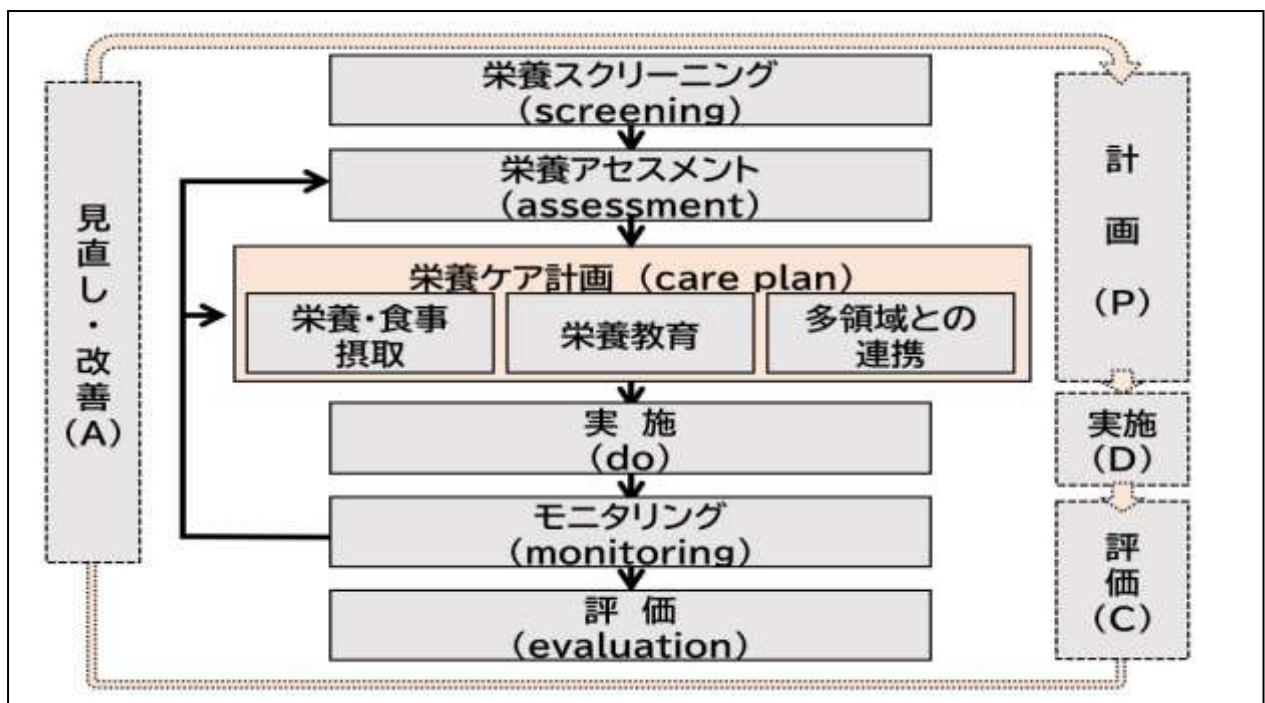 栄養スクリーニング
(screening)
栄養アセスメント
(assessment)
栄養ケア計画 (care plan)
栄養・食事
摂取
栄養教育
多領域との
連携
実 施
(do)
モニタリング
(monitoring)
評 価
(evaluation)
見直し・改善(A)
計 画 (P)
実施
(D)
評価(C)